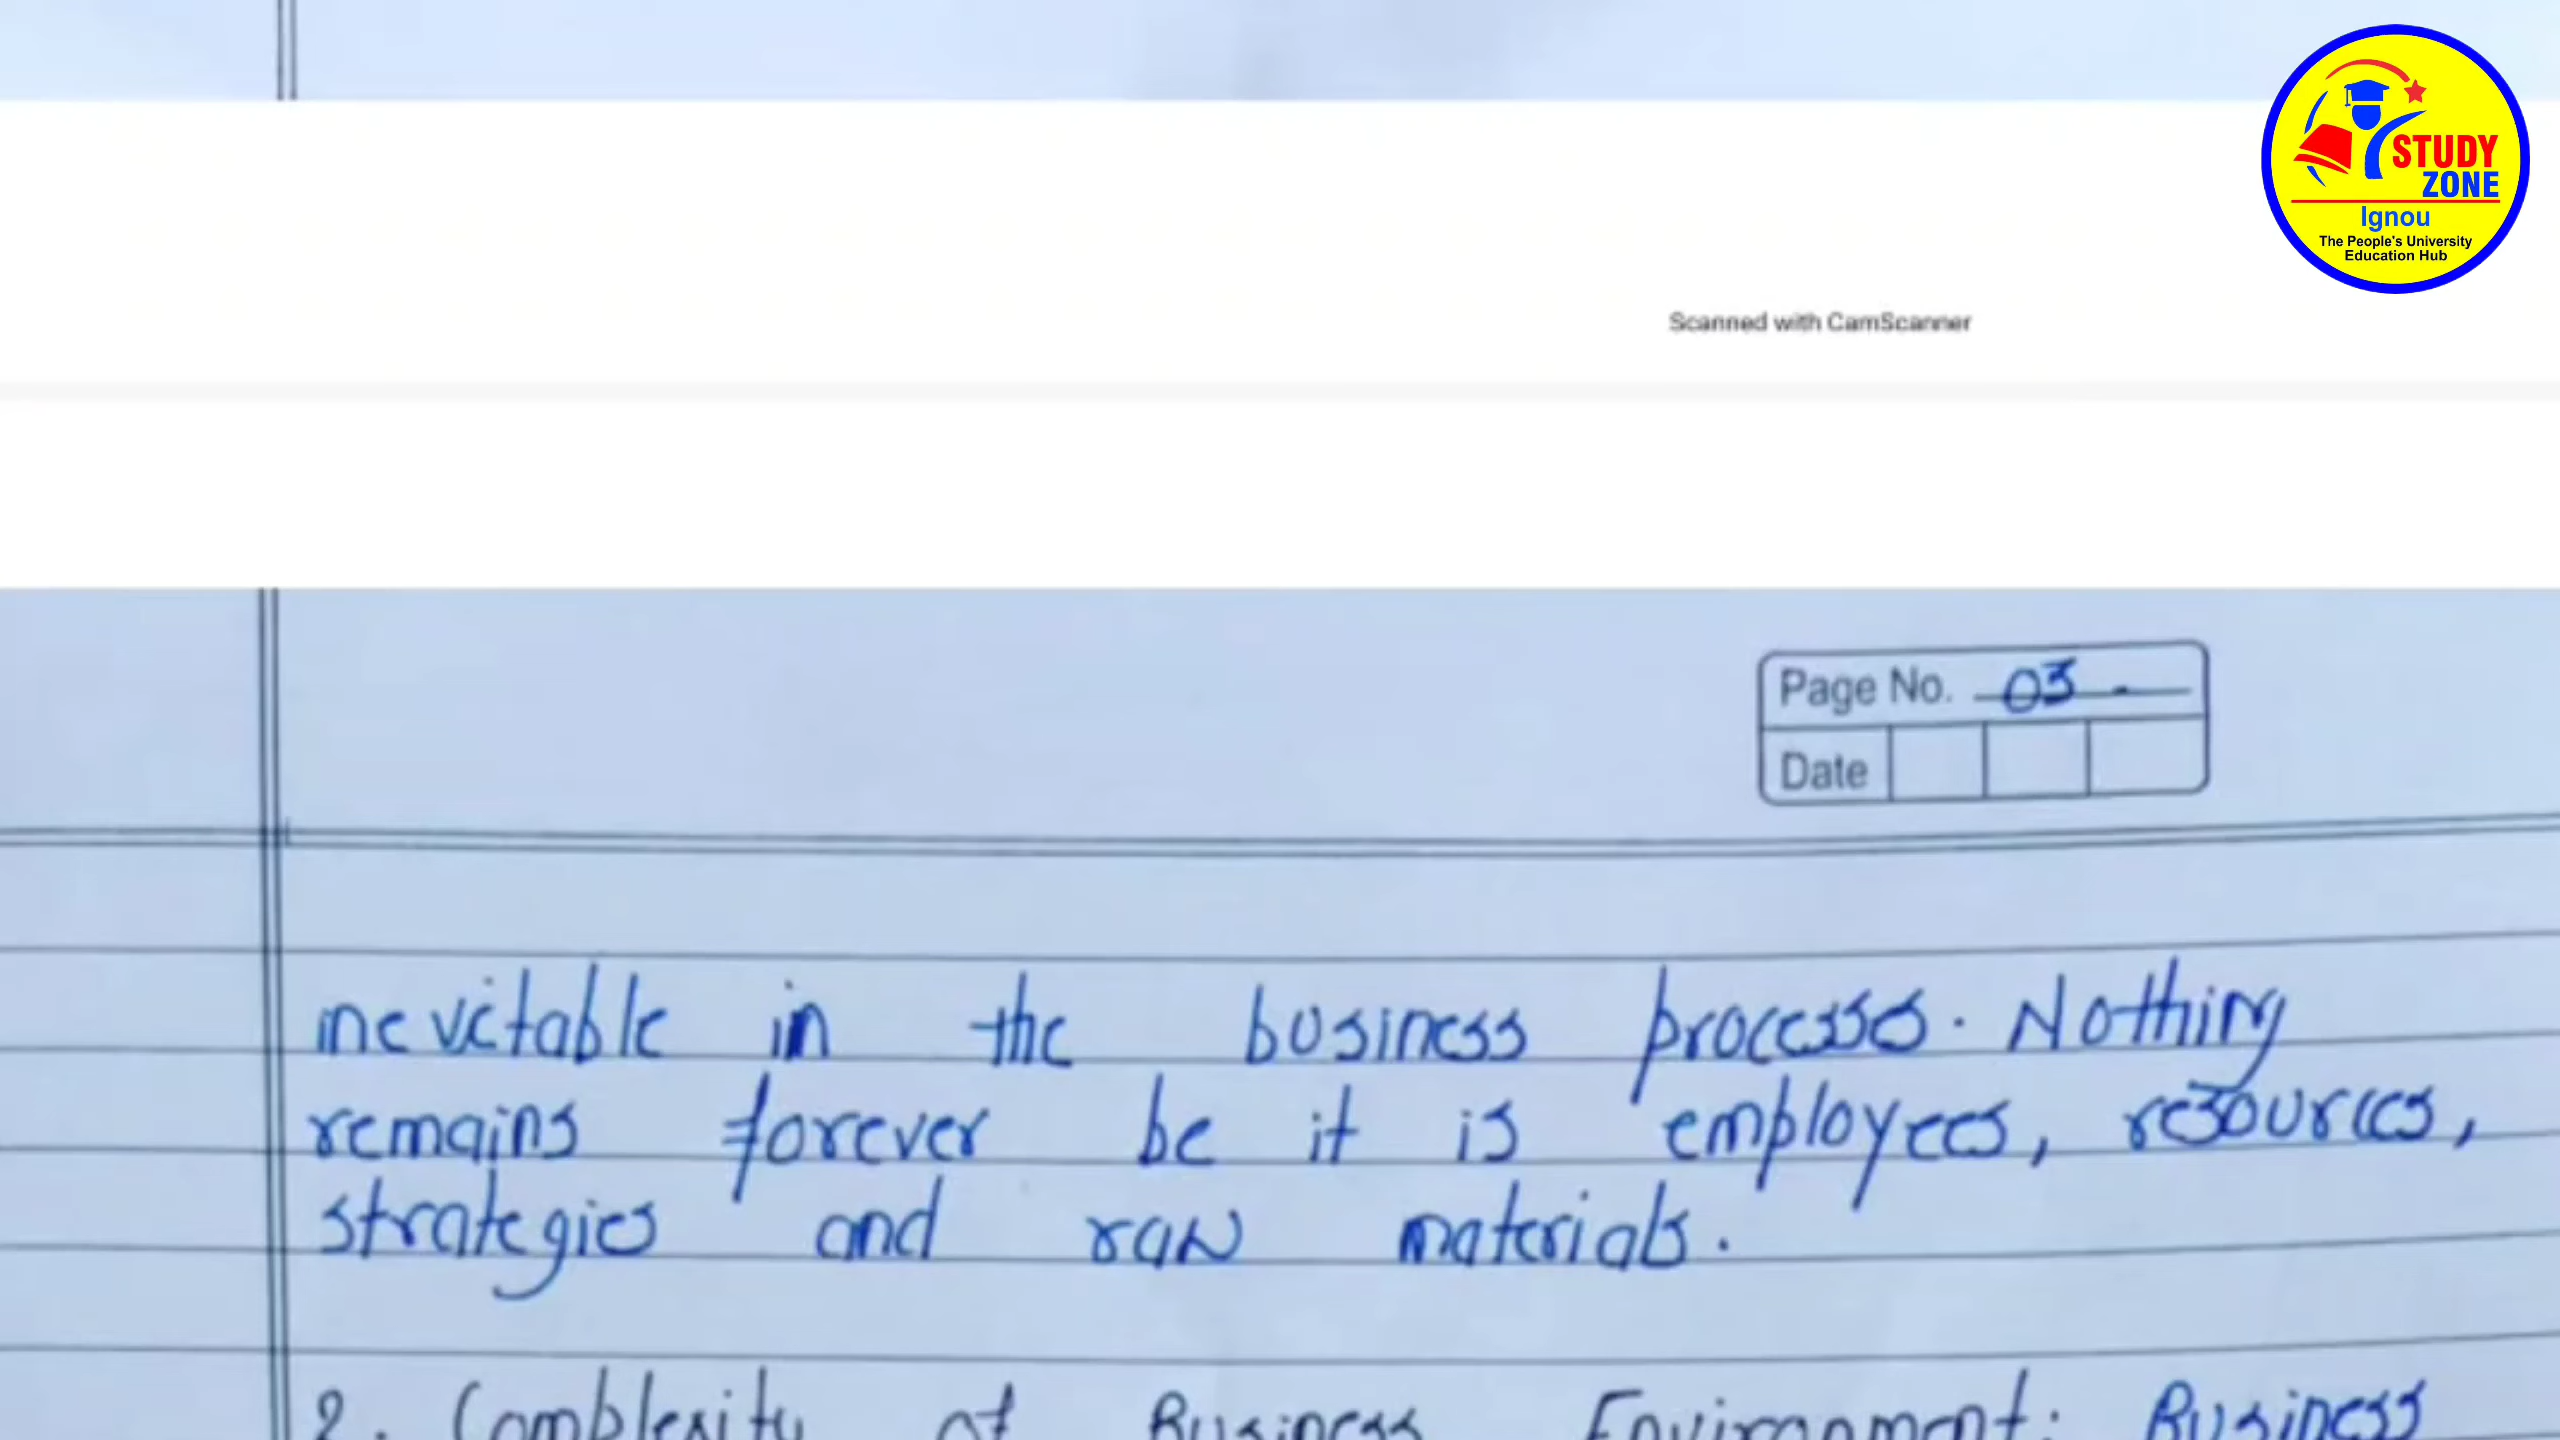 STUDY
ZONE
Ignou
The People's University
Education Hub
Scanned with CamScanner
Page No. 03
Date
inevitable in the business process. Nothing
remains forever be it is employees, resources,
strategies and raw materials.
2. Complexity of Business Environment: Business